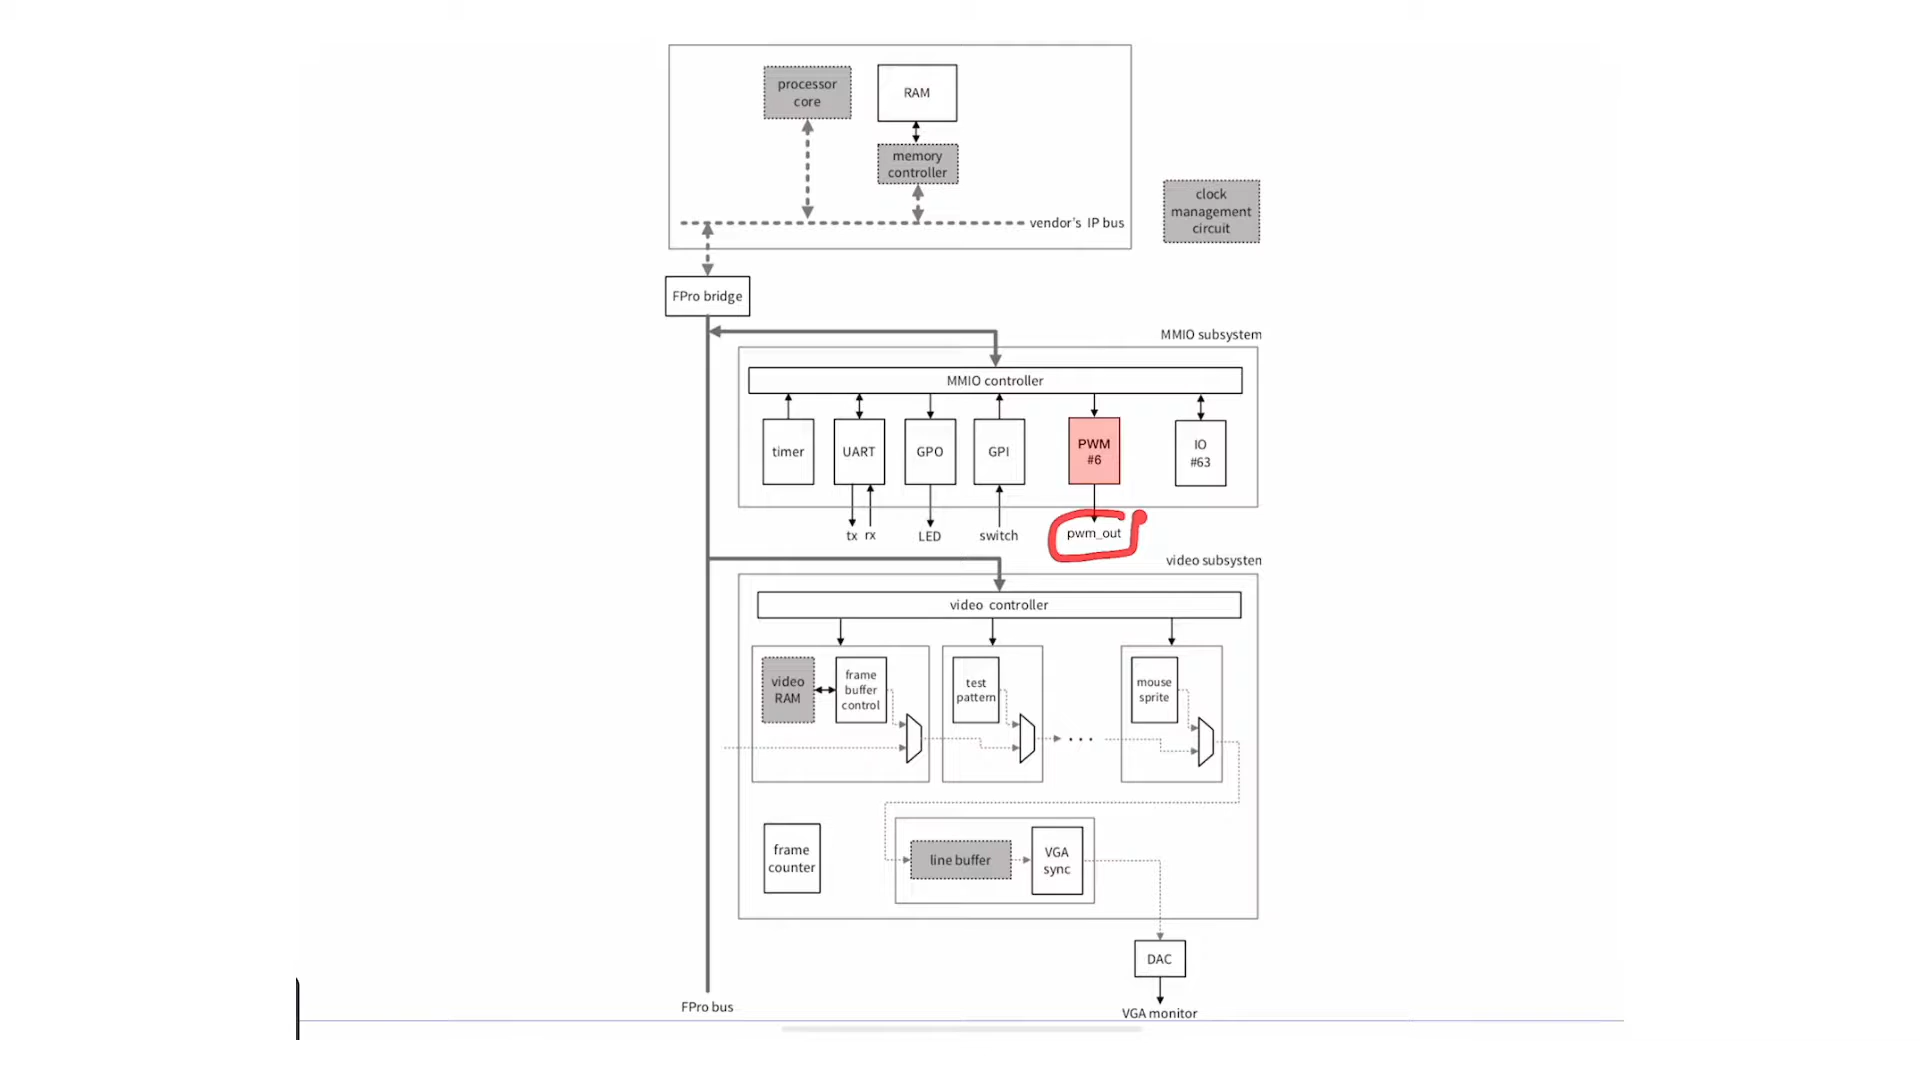 processor
core
RAM
memory
controller
vendor's IP bus
clock
management
circuit
FPro bridge
MMIO subsystem
MMIO controller
timer
UART
GPO
GPI
PWM
#6
IO
#63
tx
rx
LED
switch
pwm_out
video subsystem
video controller
video
RAM
frame
buffer
control
test
pattern
...
mouse
sprite
frame
counter
line buffer
VGA
sync
DAC
FPro bus
VGA monitor